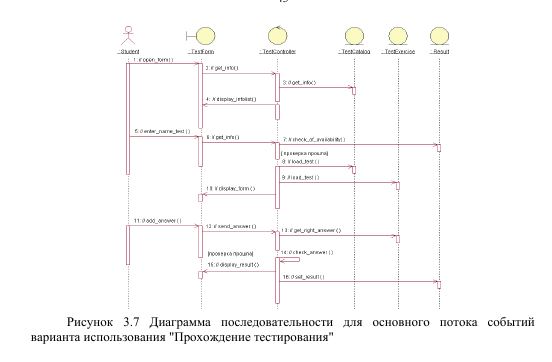 : Student
: TestForm
: TestController
: TestCatalog
: TestExercise
: Result
1: // open_form()
2: // get_info()
3: // get_info()
4: // display_infolist()
5: // enter_name_test ()
6: // get_info()
7: // check_of_availability()
[ проверка прошла]
8: // load_test ()
9: // load_test ()
10: // display_form ()
11: // add_answer ()
12: // send_answer ()
13: // get_right_answer ()
14: // check_answer ()
[проверка прошла]
15: // display_result ()
16: // set_result ()
Рисунок 3.7 Диаграмма последовательности для основного потока событий
варианта использования "Прохождение тестирования"